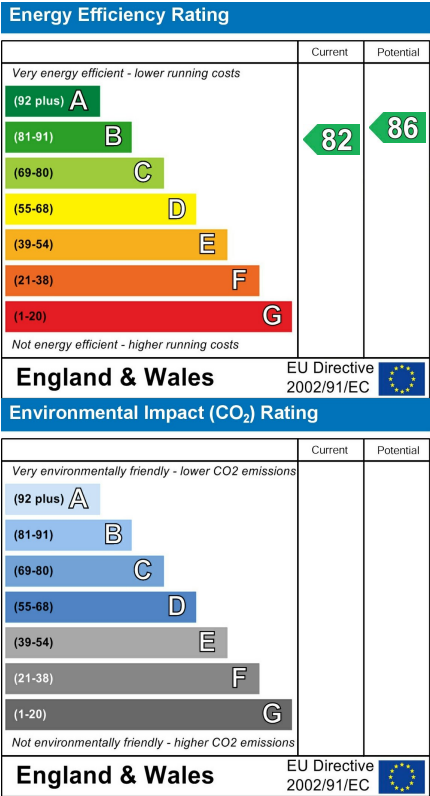 Energy Efficiency Rating
Current Potential
Very energy efficient - lower running costs
(92 plus) A
(81-91) B
82 86
(69-80) C
(55-68) D
(39-54) E
(21-38) F
(1-20) G
Not energy efficient - higher running costs
England & Wales
EU Directive
2002/91/EC
Environmental Impact (CO₂) Rating
Current Potential
Very environmentally friendly - lower CO2 emissions
(92 plus) A
(81-91) B
(69-80) C
(55-68) D
(39-54) E
(21-38) F
(1-20) G
Not environmentally friendly - higher CO2 emissions
England & Wales
EU Directive
2002/91/EC